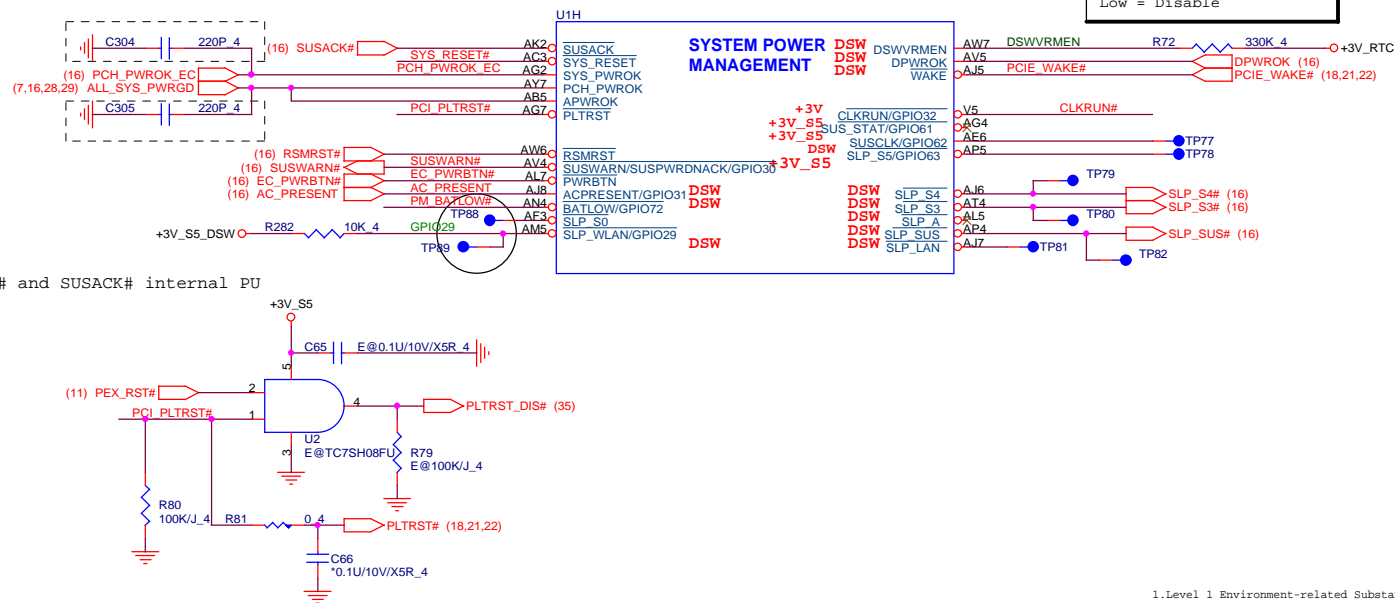 Low = Disable
U1H
C304
220P_4
(16) SUSACK#
SYS_RESET#
(16) PCH_PWROK_EC
PCH_PWROK_EC
(7,16,28,29) ALL_SYS_PWRGD
C305
220P_4
PCI_PLTRST#
AK2
AC3
AG2
AY7
AB5
AG7
SUSACK
SYS_RESET
SYS_PWROK
PCH_PWROK
APWROK
PLTRST
SYSTEM POWER
MANAGEMENT
DSW
DSW
DSW
DSWVRMEN
DPWROK
WAKE
AW7
AV5
AJ5
DSWVRMEN
R72
330K_4
+3V_RTC
DPWROK (16)
PCIE_WAKE#
PCIE_WAKE# (18,21,22)
+3V
+3V_S5
+3V_S5
DSW
+3V_S5
CLKRUN/GPIO32
SUS_STAT/GPIO61
SUSCLK/GPIO62
SLP_S5/GPIO63
V5
AG4
AE6
AP5
CLKRUN#
TP77
TP78
(16) RSMRST#
(16) SUSWARN#
SUSWARN#
(16) EC_PWRBTN#
EC_PWRBTN#
(16) AC_PRESENT
AC_PRESENT
PM_BATLOW#
AW6
AV4
AL7
AJ8
AN4
AF3
AM5
RSMRST
SUSWARN/SUSPWRDNACK/GPIO30
PWRBTN
ACPRESENT/GPIO31
BATLOW/GPIO72
SLP_S0
SLP_WLAN/GPIO29
DSW
DSW
DSW
TP88
TP89
GPIO29
+3V_S5_DSW
R282
10K_4
DSW
DSW
DSW
DSW
DSW
SLP_S4
SLP_S3
SLP_A
SLP_SUS
SLP_LAN
AJ6
AT4
AL5
AP4
AJ7
TP79
SLP_S4# (16)
SLP_S3# (16)
TP80
SLP_SUS# (16)
TP81
TP82
# and SUSACK# internal PU
+3V_S5
C65
E@0.1U/10V/X5R_4
5
(11) PEX_RST#
2
PCI_PLTRST#
1
4
PLTRST_DIS# (35)
3
U2
E@TC7SH08FU
R79
E@100K/J_4
R80
100K/J_4
R81
0_4
PLTRST# (18,21,22)
C66
*0.1U/10V/X5R_4
1.Level 1 Environment-related Substa